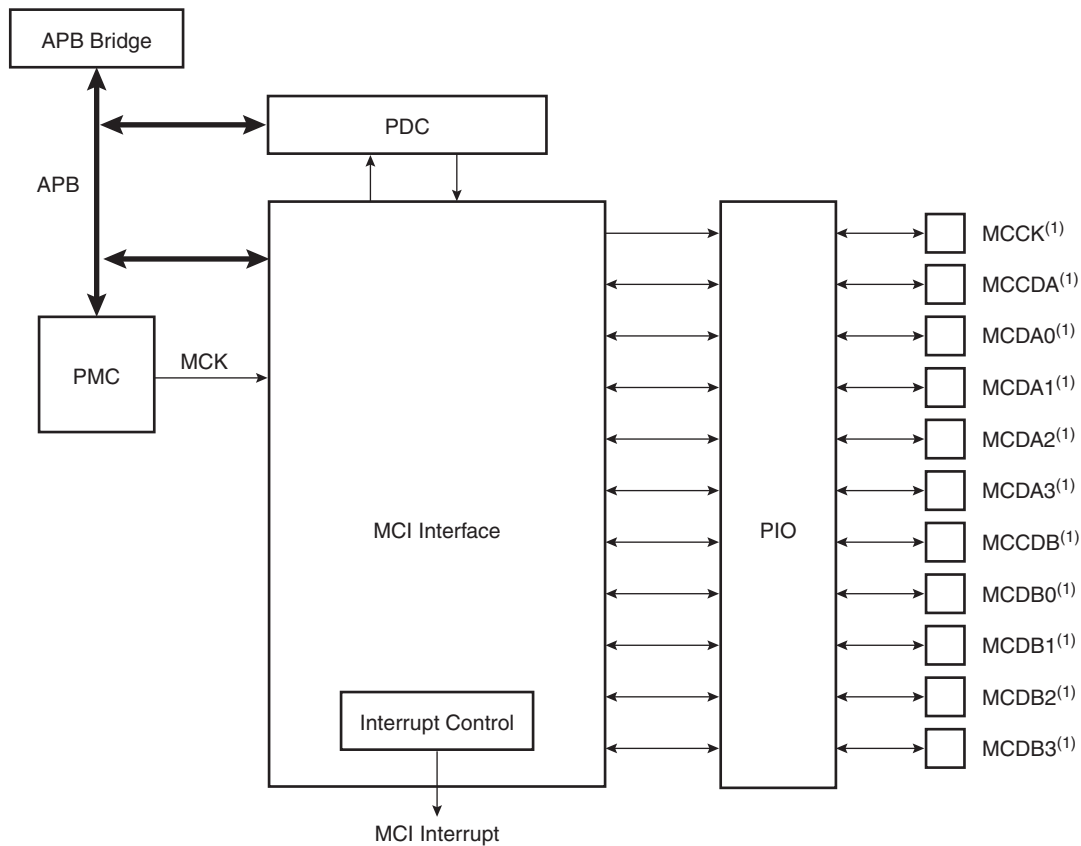 APB Bridge
PDC
APB
MCCK(1)
MCCDA(1)
MCDA0(1)
MCK
PMC
MCDA1(1)
MCDA2(1)
MCDA3(1)
MCI Interface
PIO
MCCDB(1)
MCDB0(1)
MCDB1(1)
MCDB2(1)
Interrupt Control
MCDB3(1)
MCI Interrupt